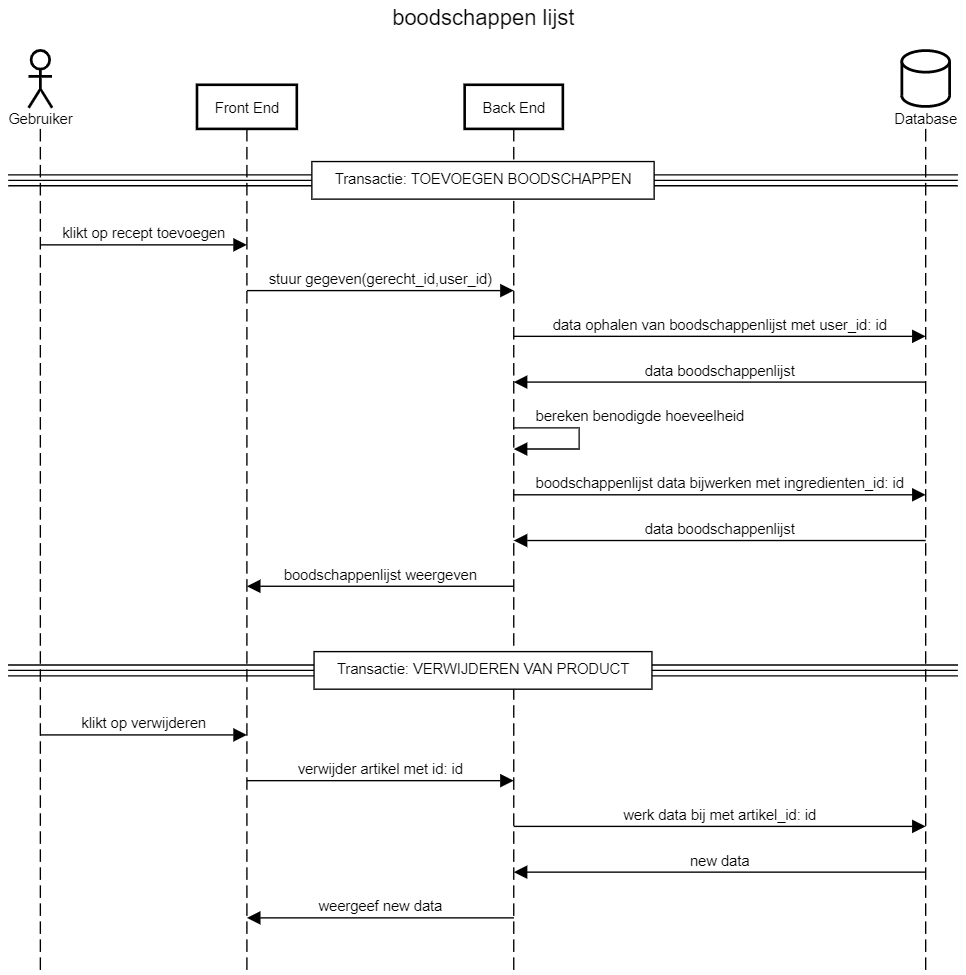 boodschappen lijst
Gebruiker
Front End
Back End
Database
Transactie: TOEVOEGEN BOODSCHAPPEN
klikt op recept toevoegen
stuur gegeven(gerecht_id,user_id)
data ophalen van boodschappenlijst met user_id: id
data boodschappenlijst
bereken benodigde hoeveelheid
boodschappenlijst data bijwerken met ingredienten_id: id
data boodschappenlijst
boodschappenlijst weergeven
Transactie: VERWIJDEREN VAN PRODUCT
klikt op verwijderen
verwijder artikel met id: id
werk data bij met artikel_id: id
new data
weergeef new data